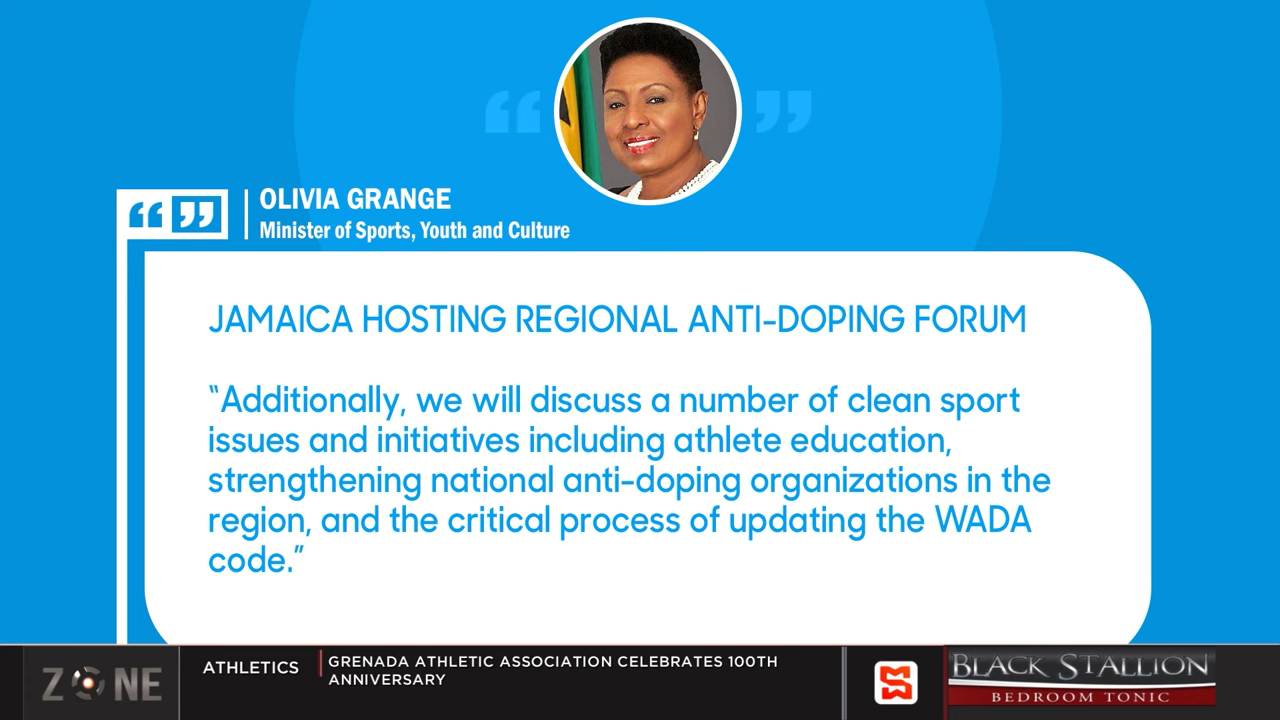 OLIVIA GRANGE
Minister of Sports, Youth and Culture
JAMAICA HOSTING REGIONAL ANTI-DOPING FORUM
“Additionally, we will discuss a number of clean sport
issues and initiatives including athlete education,
strengthening national anti-doping organizations in the
region, and the critical process of updating the WADA
code.”
ZONE
ATHLETICS
GRENADA ATHLETIC ASSOCIATION CELEBRATES 100TH
ANNIVERSARY
BLACK STALLION
BEDROOM TONIC